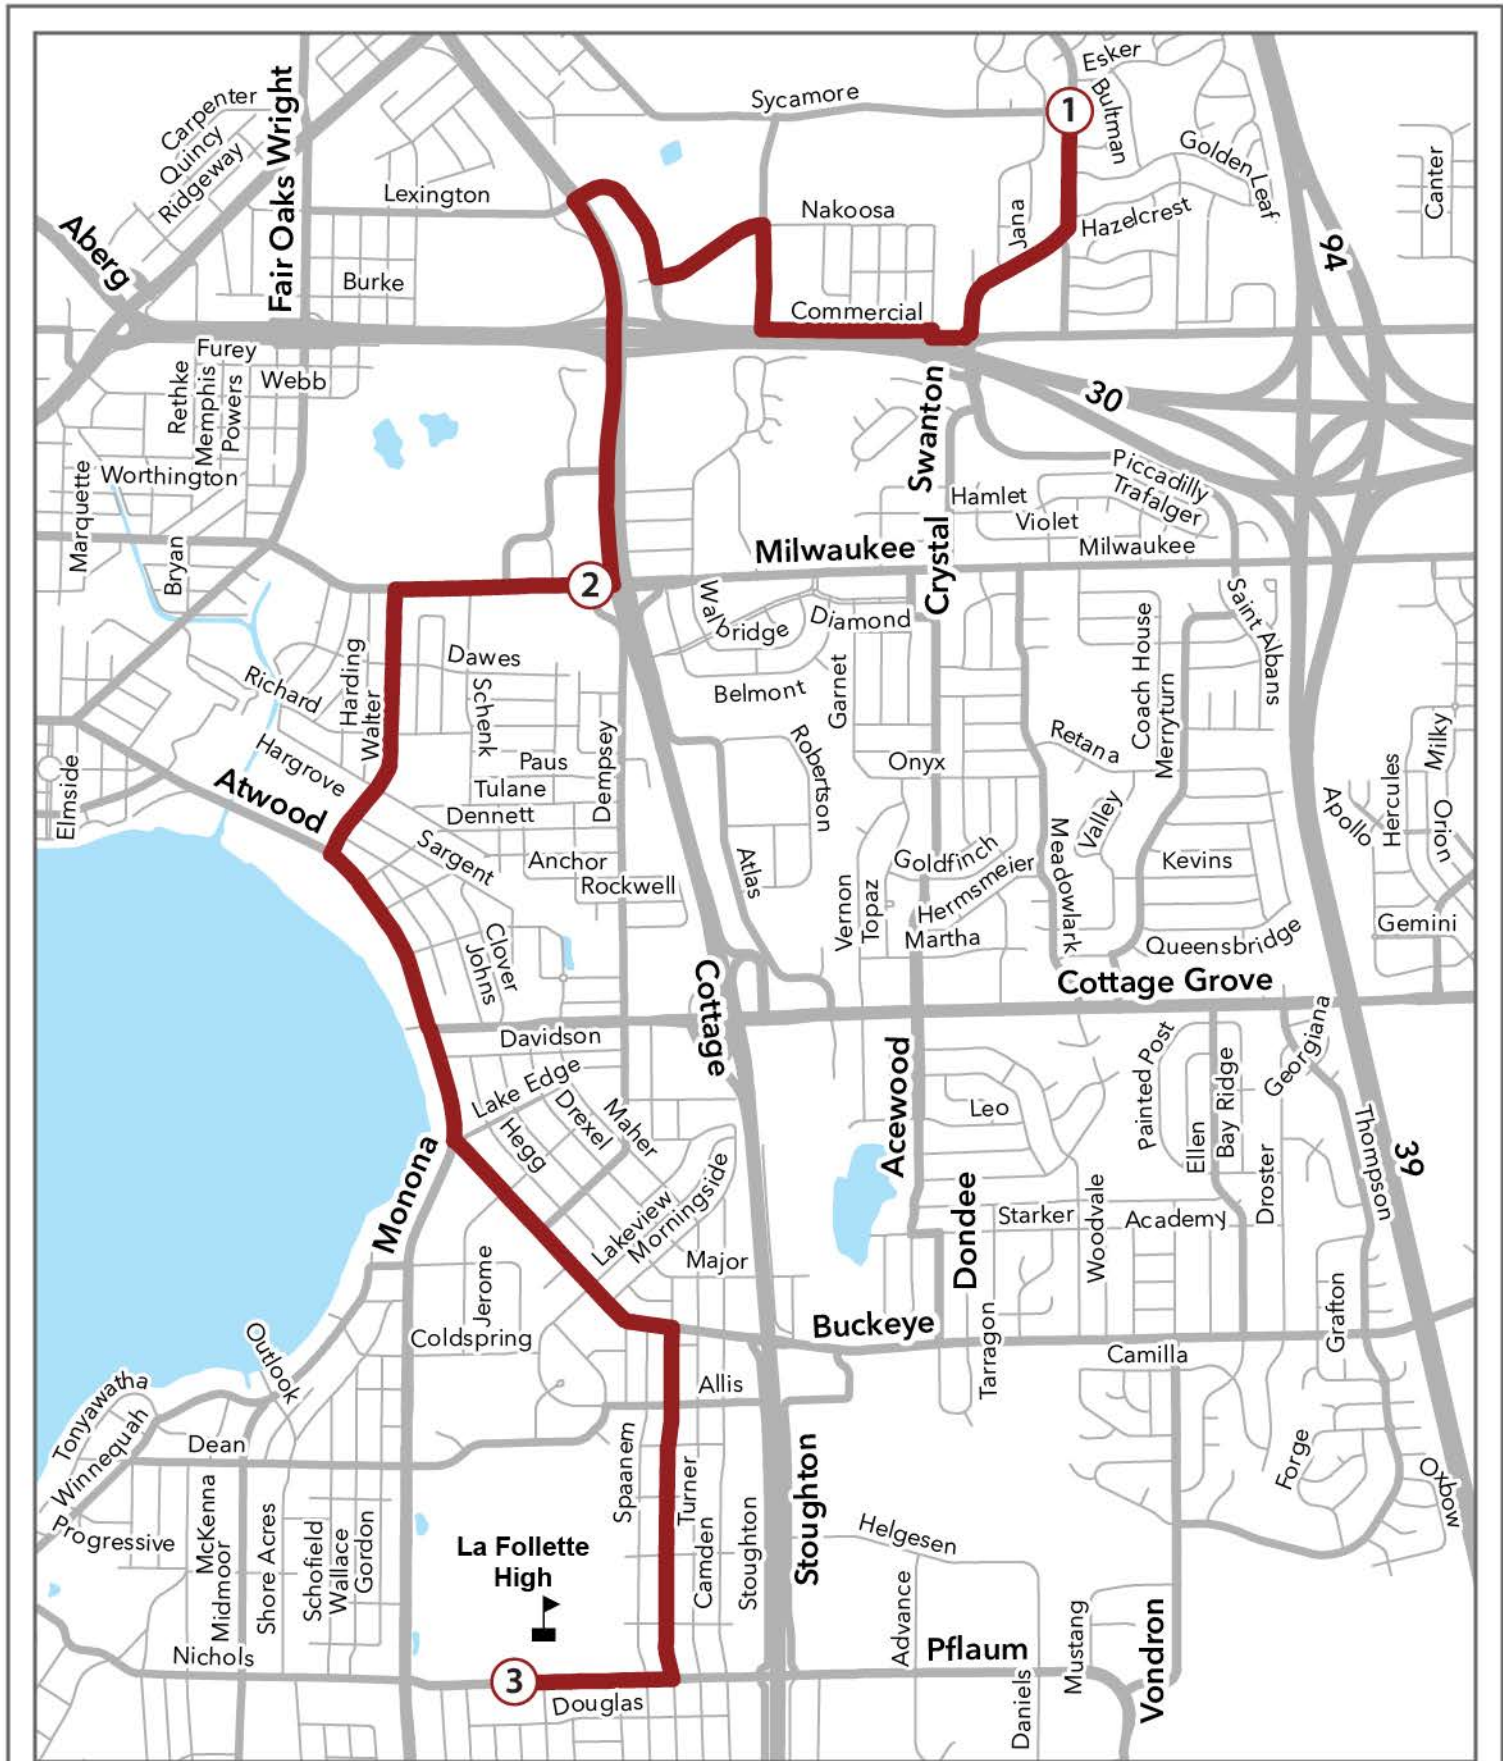 Esker
Sycamore
1
Bultman
Carpenter
Quincy
Ridgeway
Fair Oaks
Wright
Golden Leaf
Canter
Lexington
Nakoosa
Jana
Hazelcrest
Aberg
94
Burke
Commercial
Furey
Webb
Rethke
Memphis
Powers
30
Swanton
Worthington
Marquette
Piccadilly
Trafalger
Hamlet
Violet
Milwaukee
Milwaukee
Crystal
Bryan
2
Walbridge
Diamond
Saint Albans
Coach House
Merryturn
Dawes
Schenk
Harding
Walter
Richard
Belmont
Garnet
Dempsey
Hargrove
Paus
Tulane
Dennett
Robertson
Onyx
Retana
Valley
Milky
Orion
Hercules
Apollo
Elmside
Atwood
Sargent
Anchor
Rockwell
Atlas
Vernon
Topaz
Goldfinch
Hermsmeier
Martha
Meadowlark
Kevins
Queensbridge
Gemini
Clover
Johns
Cottage
Cottage Grove
Davidson
Lake Edge
Drexel
Maher
Hegg
Acewood
Leo
Painted Post
Ellen
Bay Ridge
Georgiana
Droster
Thompson
39
Monona
Lakeview
Morningside
Major
Dondee
Starker
Woodvale
Academy
Jerome
Coldspring
Buckeye
Tarragon
Camilla
Grafton
Outlook
Tonyawatha
Winnequah
Dean
Allis
Spaanem
Turner
Camden
Stoughton
Stoughton
Forge
Oxbow
Progressive
McKenna
Midmoor
Shore Acres
Schofield
Wallace
Gordon
La Follette
High
Helgesen
Advance
Pflaum
Daniels
Mustang
Vondron
Nichols
3
Douglas